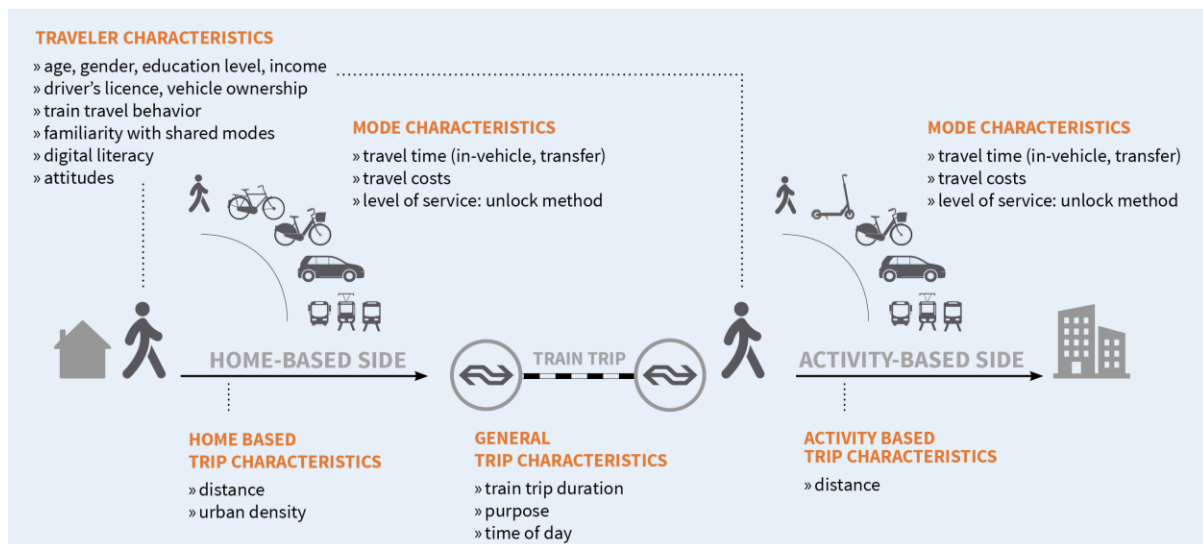 TRAVELER CHARACTERISTICS
» age, gender, education level, income
» driver's licence, vehicle ownership
» train travel behavior
» familiarity with shared modes
» digital literacy
» attitudes
MODE CHARACTERISTICS
» travel time (in-vehicle, transfer)
» travel costs
» level of service: unlock method
MODE CHARACTERISTICS
» travel time (in-vehicle, transfer)
» travel costs
» level of service: unlock method
HOME-BASED SIDE
TRAIN TRIP
ACTIVITY-BASED SIDE
HOME BASED
TRIP CHARACTERISTICS
» distance
» urban density
GENERAL
TRIP CHARACTERISTICS
» train trip duration
» purpose
» time of day
ACTIVITY BASED
TRIP CHARACTERISTICS
» distance